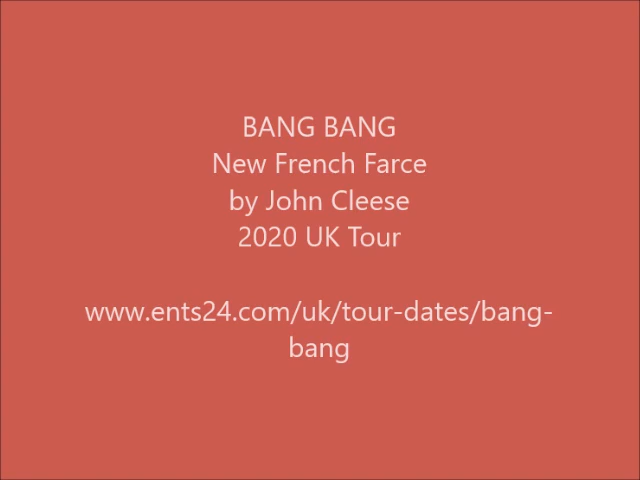 BANG BANG
New French Farce
by John Cleese
2020 UK Tour
www.ents24.com/uk/tour-dates/bang-
bang